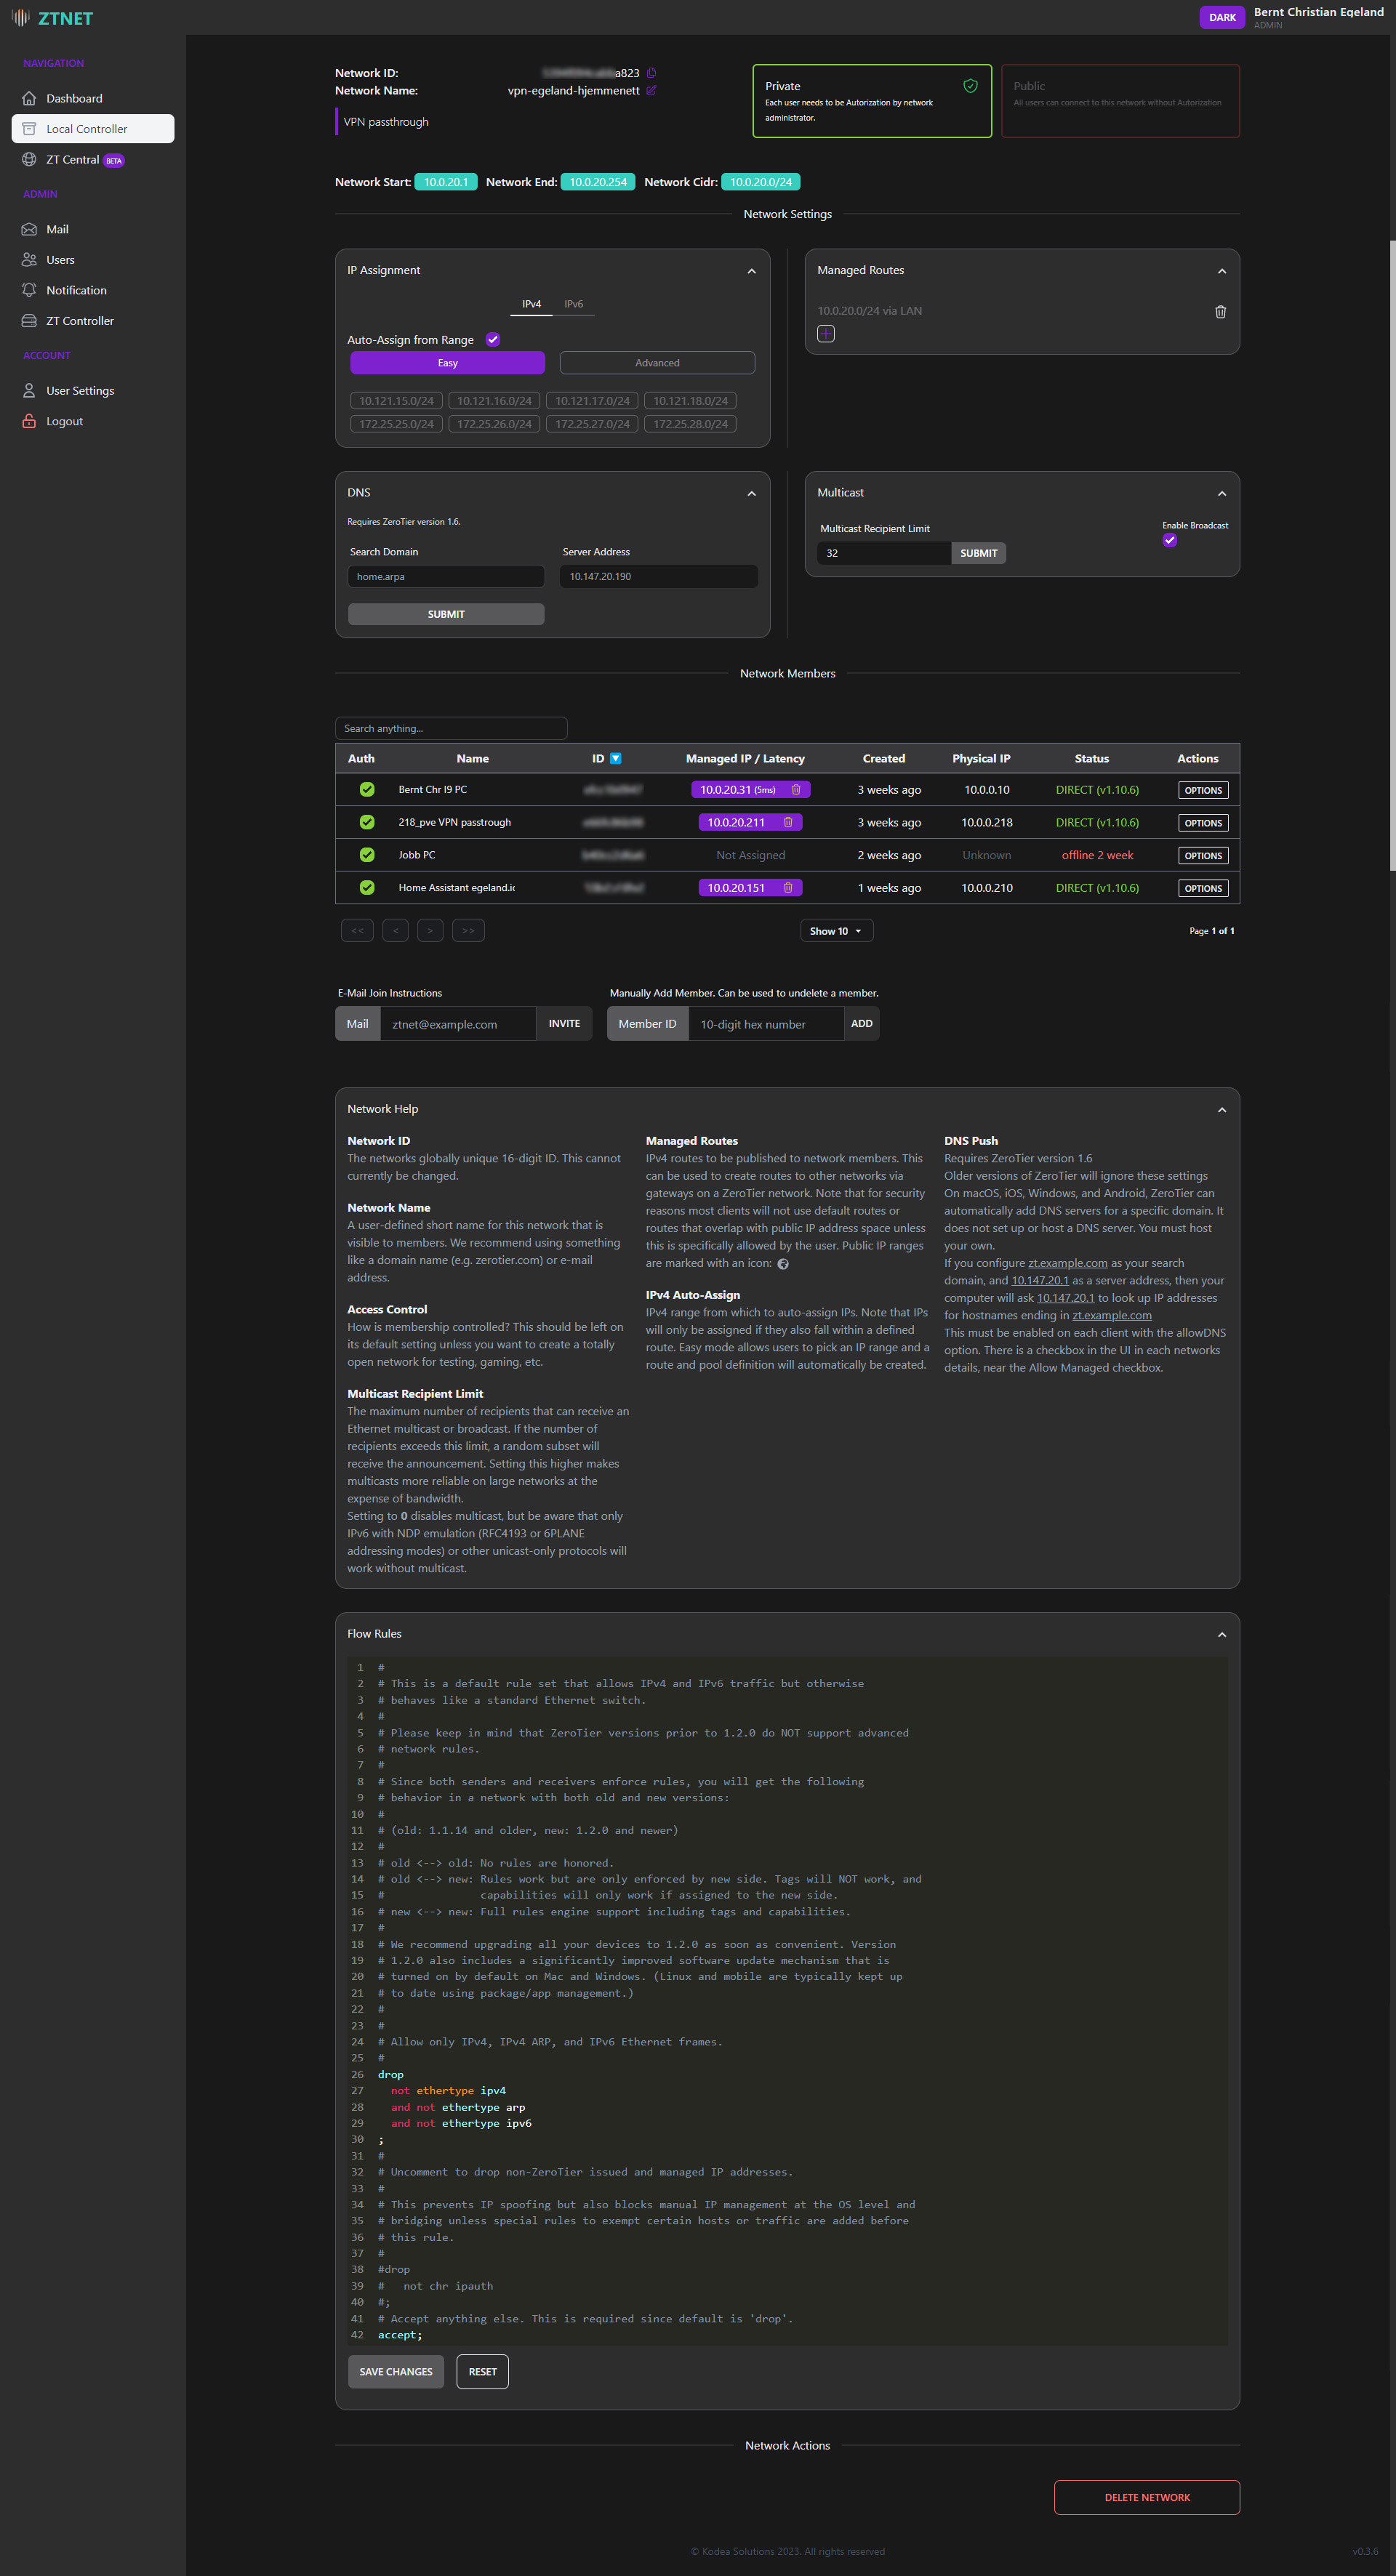 ZTNET
DARK
Bernt Christian Egeland
ADMIN
NAVIGATION
Dashboard
Local Controller
ZT Central BETA
ADMIN
Mail
Users
Notification
ZT Controller
ACCOUNT
User Settings
Logout
Network ID: a823
Network Name: vpn-egeland-hjemmenett
VPN passthrough
Private
Each user needs to be Autorization by network
administrator.
Public
All users can connect to this network without Autorization
Network Start: 10.0.20.1 Network End: 10.0.20.254 Network Cidr: 10.0.20.0/24
Network Settings
IP Assignment
IPv4 IPv6
Auto-Assign from Range
Easy Advanced
10.121.15.0/24 10.121.16.0/24 10.121.17.0/24 10.121.18.0/24
172.25.25.0/24 172.25.26.0/24 172.25.27.0/24 172.25.28.0/24
Managed Routes
10.0.20.0/24 via LAN
DNS
Requires ZeroTier version 1.6.
Search Domain Server Address
home.arpa 10.147.20.190
SUBMIT
Multicast
Multicast Recipient Limit
Enable Broadcast
32 SUBMIT
Network Members
Search anything...
Auth Name ID Managed IP / Latency Created Physical IP Status Actions
Bernt Chr I9 PC 10.0.20.31 (5ms) 3 weeks ago 10.0.0.10 DIRECT (v1.10.6) OPTIONS
218_pve VPN passtrough 10.0.20.211 3 weeks ago 10.0.0.218 DIRECT (v1.10.6) OPTIONS
Jobb PC Not Assigned 2 weeks ago Unknown offline 2 week OPTIONS
Home Assistant egeland.ic 10.0.20.151 1 weeks ago 10.0.0.210 DIRECT (v1.10.6) OPTIONS
<< < > >> Show 10 Page 1 of 1
E-Mail Join Instructions
Mail ztnet@example.com INVITE
Manually Add Member. Can be used to undelete a member.
Member ID 10-digit hex number ADD
Network Help
Network ID
The networks globally unique 16-digit ID. This cannot
currently be changed.
Network Name
A user-defined short name for this network that is
visible to members. We recommend using something
like a domain name (e.g. zerotier.com) or e-mail
address.
Access Control
How is membership controlled? This should be left on
its default setting unless you want to create a totally
open network for testing, gaming, etc.
Multicast Recipient Limit
The maximum number of recipients that can receive an
Ethernet multicast or broadcast. If the number of
recipients exceeds this limit, a random subset will
receive the announcement. Setting this higher makes
multicasts more reliable on large networks at the
expense of bandwidth.
Setting to 0 disables multicast, but be aware that only
IPv6 with NDP emulation (RFC4193 or 6PLANE
addressing modes) or other unicast-only protocols will
work without multicast.
Managed Routes
IPv4 routes to be published to network members. This
can be used to create routes to other networks via
gateways on a ZeroTier network. Note that for security
reasons most clients will not use default routes or
routes that overlap with public IP address space unless
this is specifically allowed by the user. Public IP ranges
are marked with an icon:
IPv4 Auto-Assign
IPv4 range from which to auto-assign IPs. Note that IPs
will only be assigned if they also fall within a defined
route. Easy mode allows users to pick an IP range and a
route and pool definition will automatically be created.
DNS Push
Requires ZeroTier version 1.6
Older versions of ZeroTier will ignore these settings
On macOS, iOS, Windows, and Android, ZeroTier can
automatically add DNS servers for a specific domain. It
does not set up or host a DNS server. You must host
your own.
If you configure zt.example.com as your search
domain, and 10.147.20.1 as a server address, then your
computer will ask 10.147.20.1 to look up IP addresses
for hostnames ending in zt.example.com
This must be enabled on each client with the allowDNS
option. There is a checkbox in the UI in each networks
details, near the Allow Managed checkbox.
Flow Rules
1 #
2 # This is a default rule set that allows IPv4 and IPv6 traffic but otherwise
3 # behaves like a standard Ethernet switch.
4 #
5 # Please keep in mind that ZeroTier versions prior to 1.2.0 do NOT support advanced
6 # network rules.
7 #
8 # Since both senders and receivers enforce rules, you will get the following
9 # behavior in a network with both old and new versions:
10 #
11 # (old: 1.1.14 and older, new: 1.2.0 and newer)
12 #
13 # old <--> old: No rules are honored.
14 # old <--> new: Rules work but are only enforced by new side. Tags will NOT work, and
15 # capabilities will only work if assigned to the new side.
16 # new <--> new: Full rules engine support including tags and capabilities.
17 #
18 # We recommend upgrading all your devices to 1.2.0 as soon as convenient. Version
19 # 1.2.0 also includes a significantly improved software update mechanism that is
20 # turned on by default on Mac and Windows. (Linux and mobile are typically kept up
21 # to date using package/app management.)
22 #
23 #
24 # Allow only IPv4, IPv4 ARP, and IPv6 Ethernet frames.
25 #
26 drop
27 not ethertype ipv4
28 and not ethertype arp
29 and not ethertype ipv6
30 ;
31 #
32 # Uncomment to drop non-ZeroTier issued and managed IP addresses.
33 #
34 # This prevents IP spoofing but also blocks manual IP management at the OS level and
35 # bridging unless special rules to exempt certain hosts or traffic are added before
36 # this rule.
37 #
38 #drop
39 # not chr ipauth
40 #;
41 # Accept anything else. This is required since default is 'drop'.
42 accept;
SAVE CHANGES RESET
Network Actions
DELETE NETWORK
© Kodea Solutions 2023. All rights reserved
v0.3.6